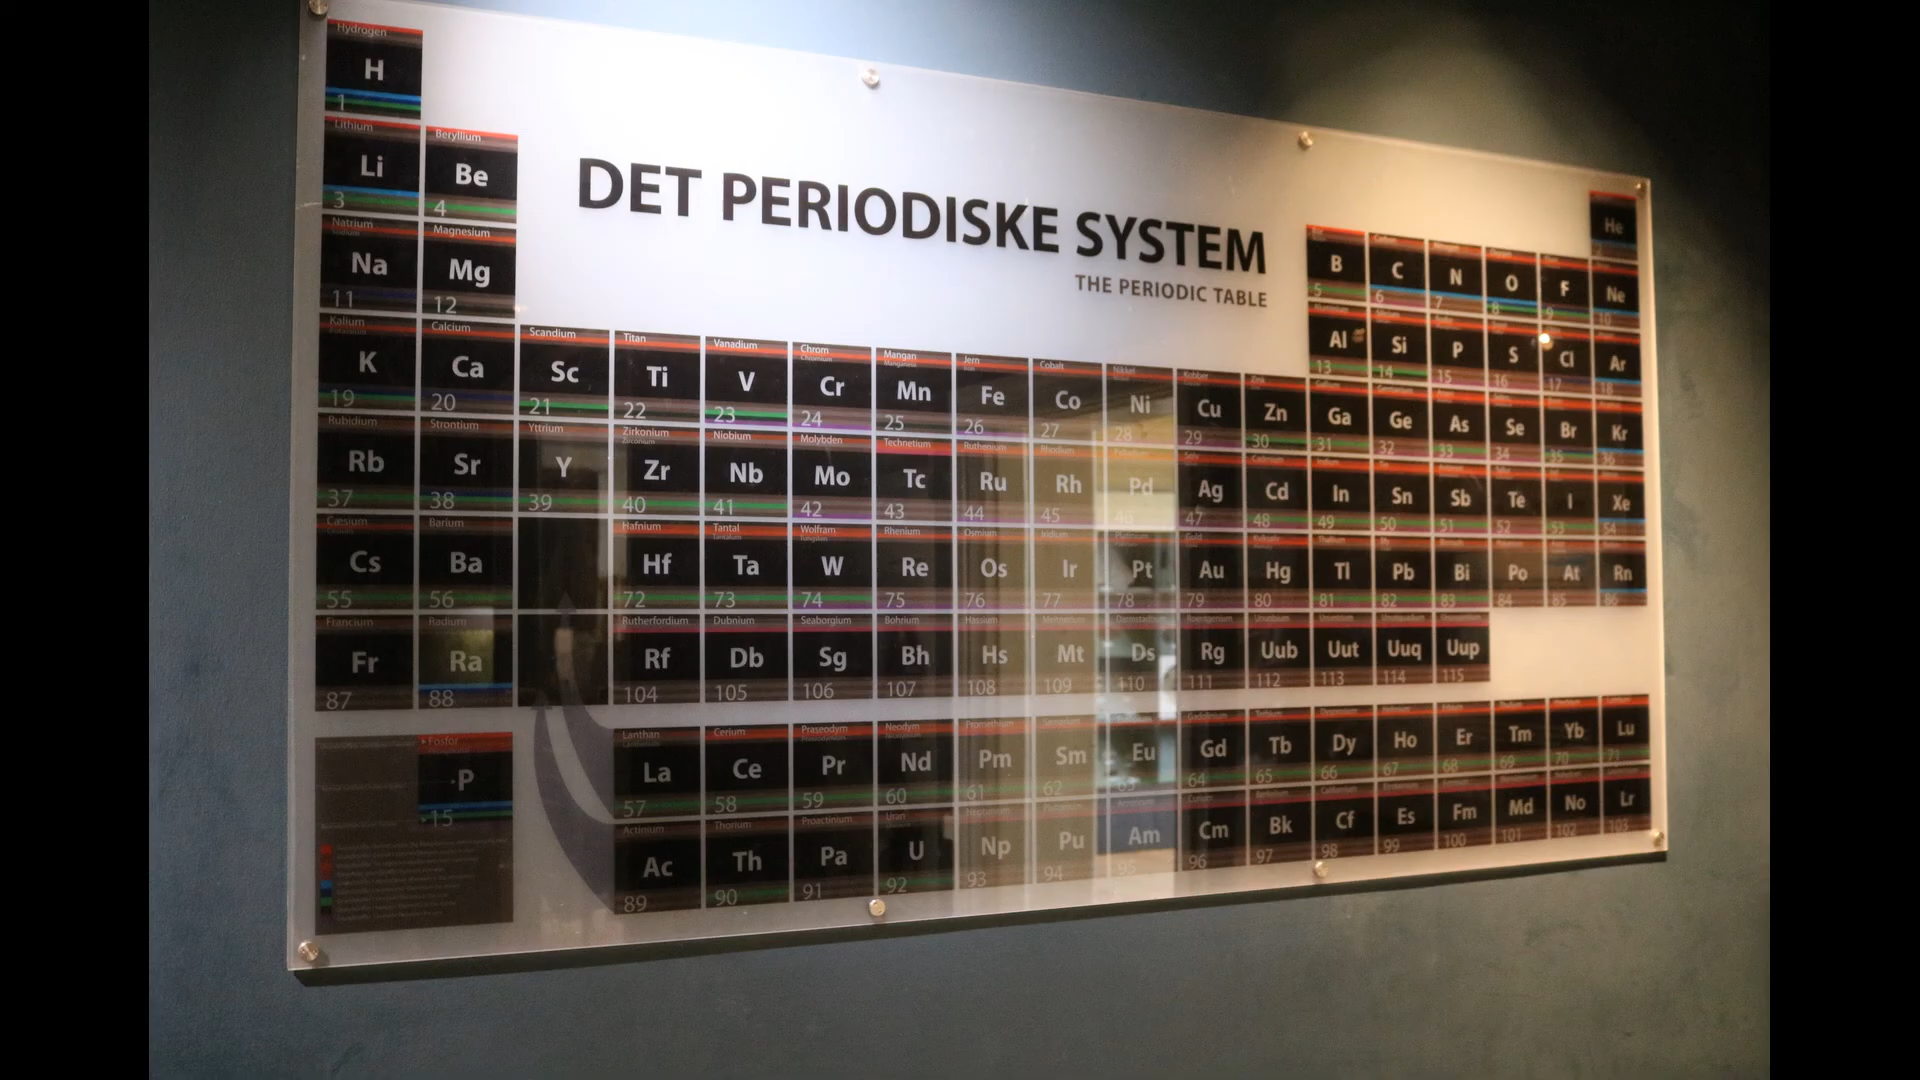 Hydrogen
H
1
Lithium Beryllium
Li Be He
3 4 2
DET PERIODISKE SYSTEM
THE PERIODIC TABLE
Natrium Magnesium
Na Mg B C N O F Ne
11 12 5 6 7 8 9 10
Al Si P S Cl Ar
13 14 15 16 17 18
Kalium Calcium Scandium Titan Vanadium Chrom Mangan Jern Cobalt Nikkel
K Ca Sc Ti V Cr Mn Fe Co Ni Cu Zn Ga Ge As Se Br Kr
19 20 21 22 23 24 25 26 27 28 29 30 31 32 33 34 35 36
Rubidium Strontium Yttrium Zirkonium Niobium Molybden Technetium Ruthenium Rhodium
Rb Sr Y Zr Nb Mo Tc Ru Rh Pd Ag Cd In Sn Sb Te I Xe
37 38 39 40 41 42 43 44 45 46 47 48 49 50 51 52 53 54
Cæsium Barium Hafnium Tantal Wolfram Rhenium Osmium Iridium
Cs Ba Hf Ta W Re Os Ir Pt Au Hg Tl Pb Bi Po At Rn
55 56 72 73 74 75 76 77 78 79 80 81 82 83 84 85 86
Francium Radium Rutherfordium Dubnium Seaborgium Bohrium Hassium Meitnerium
Fr Ra Rf Db Sg Bh Hs Mt Ds Rg Uub Uut Uuq Uup
87 88 104 105 106 107 108 109 110 111 112 113 114 115
Fosfor Lanthan Cerium Praseodym Neodym Promethium Samarium
P La Ce Pr Nd Pm Sm Eu Gd Tb Dy Ho Er Tm Yb Lu
15 57 58 59 60 61 62 63 64 65 66 67 68 69 70 71
Actinium Thorium Proactinium Uran
Ac Th Pa U Np Pu Am Cm Bk Cf Es Fm Md No Lr
89 90 91 92 93 94 95 96 97 98 99 100 101 102 103